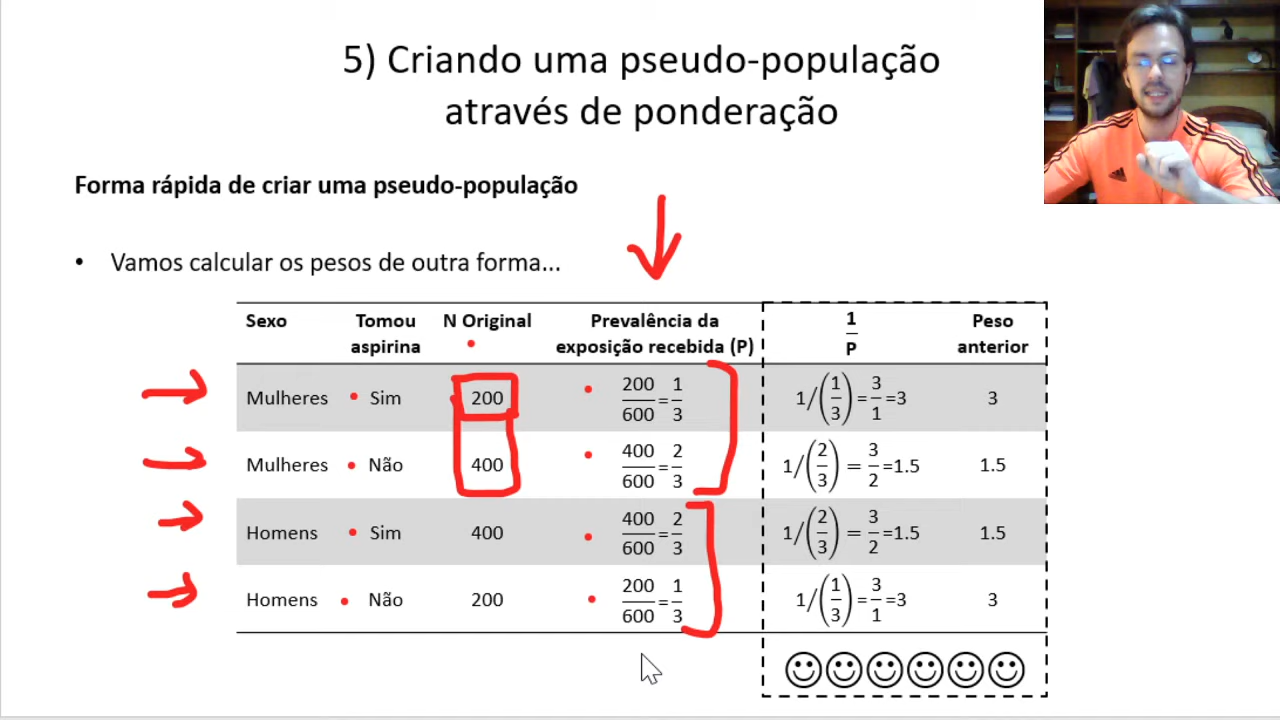 5) Criando uma pseudo-população
através de ponderação
Forma rápida de criar uma pseudo-população
• Vamos calcular os pesos de outra forma...
Sexo Tomou aspirina N Original Prevalência da exposição recebida (P) 1/P Peso anterior
Mulheres Sim 200 200/600=1/3 1/(1/3)=3/1=3 3
Mulheres Não 400 400/600=2/3 1/(2/3)=3/2=1.5 1.5
Homens Sim 400 400/600=2/3 1/(2/3)=3/2=1.5 1.5
Homens Não 200 200/600=1/3 1/(1/3)=3/1=3 3